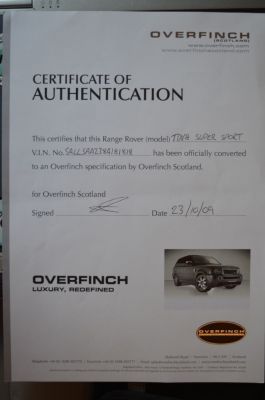 OVERFINCH
(SCOTLAND)
www.overfinch.com
CERTIFICATE OF
AUTHENTICATION
This certifies that this Range Rover (model) TDV8 SUPER SPORT
V.I.N. No. has been officially converted
to an Overfinch specification by Overfinch Scotland.
for Overfinch Scotland
Signed Date 23/10/09
OVERFINCH
LUXURY, REDEFINED
OVERFINCH